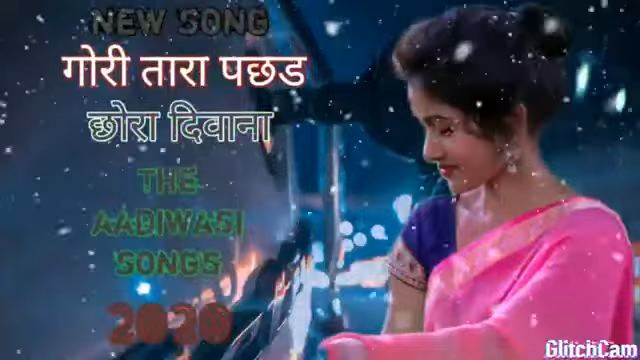 NEW SONG
गोरी तारा पछड
छोरा दिवाना
THE
AADIWASI
SONGS
2020
GlitchCam